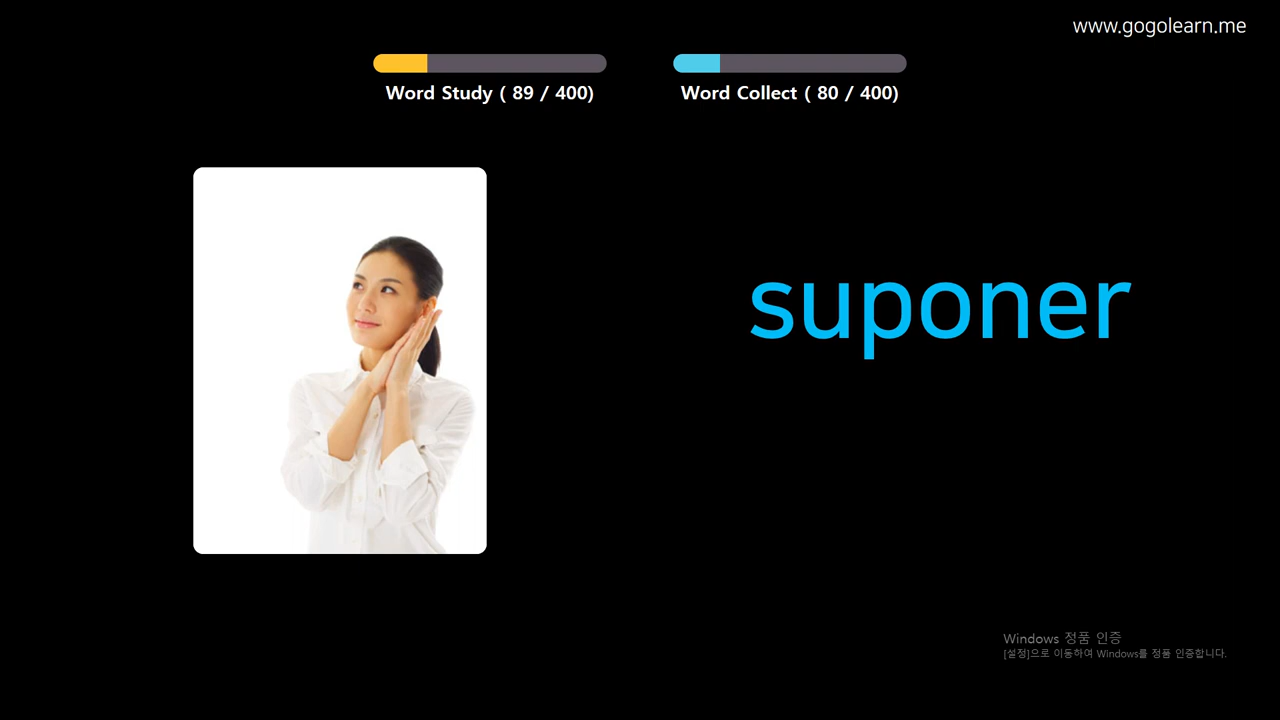 www.gogolearn.me
Word Study ( 89 / 400)
Word Collect ( 80 / 400)
suponer
Windows 정품 인증
[설정]으로 이동하여 Windows를 정품 인증합니다.